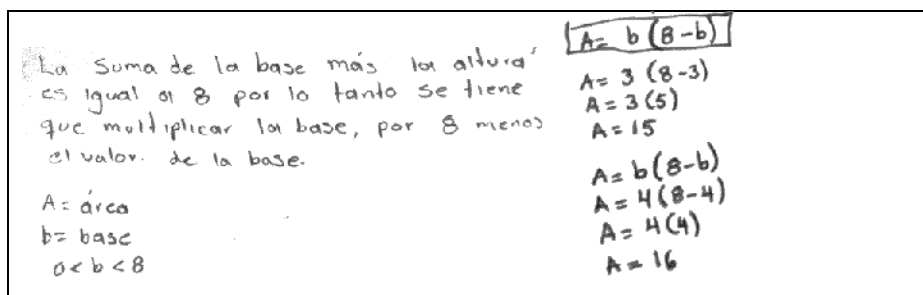 La suma de la base más la altura
es igual a 8 por lo tanto se tiene
que multiplicar la base, por 8 menos
el valor. de la base.
A= área
b= base
0<b<8
A= b(8-b)
A= 3 (8-3)
A= 3(5)
A= 15
A= b(8-b)
A= 4(8-4)
A= 4(4)
A= 16